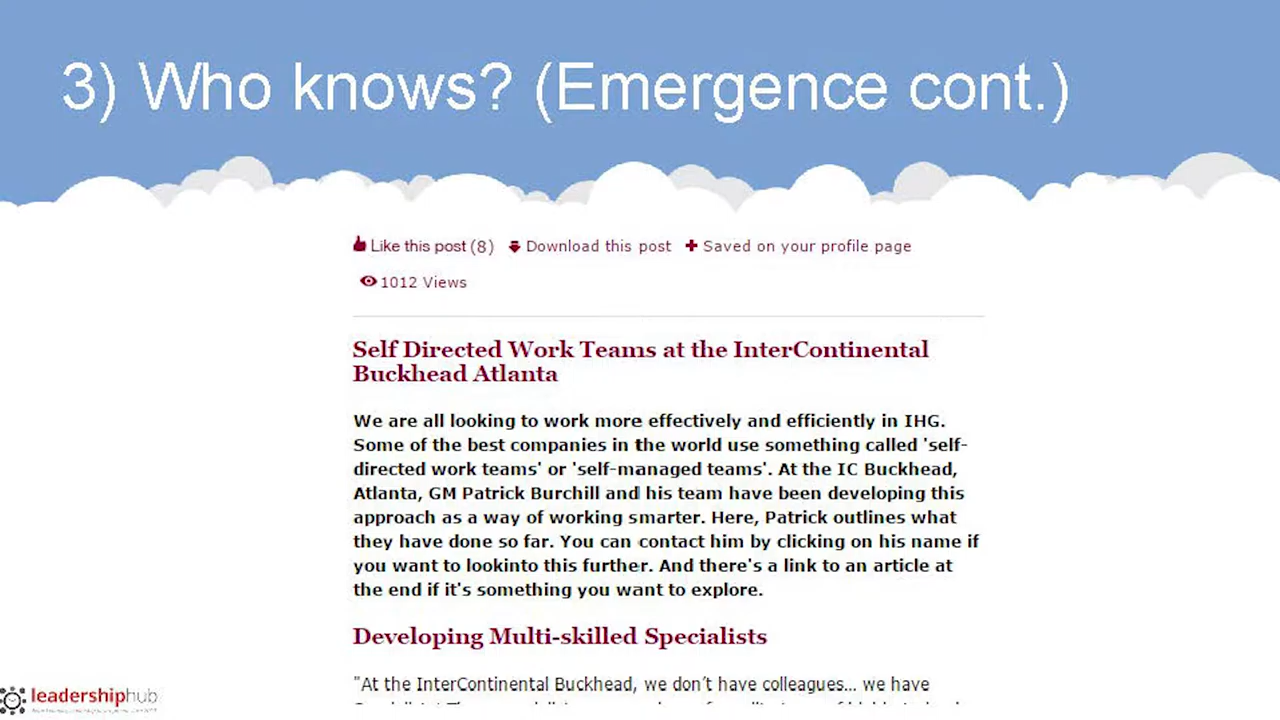 3) Who knows? (Emergence cont.)
Like this post (8) Download this post Saved on your profile page
1012 Views
Self Directed Work Teams at the InterContinental
Buckhead Atlanta
We are all looking to work more effectively and efficiently in IHG.
Some of the best companies in the world use something called 'self-
directed work teams' or 'self-managed teams'. At the IC Buckhead,
Atlanta, GM Patrick Burchill and his team have been developing this
approach as a way of working smarter. Here, Patrick outlines what
they have done so far. You can contact him by clicking on his name if
you want to lookinto this further. And there's a link to an article at
the end if it's something you want to explore.
Developing Multi-skilled Specialists
"At the InterContinental Buckhead, we don't have colleagues... we have
leadershiphub